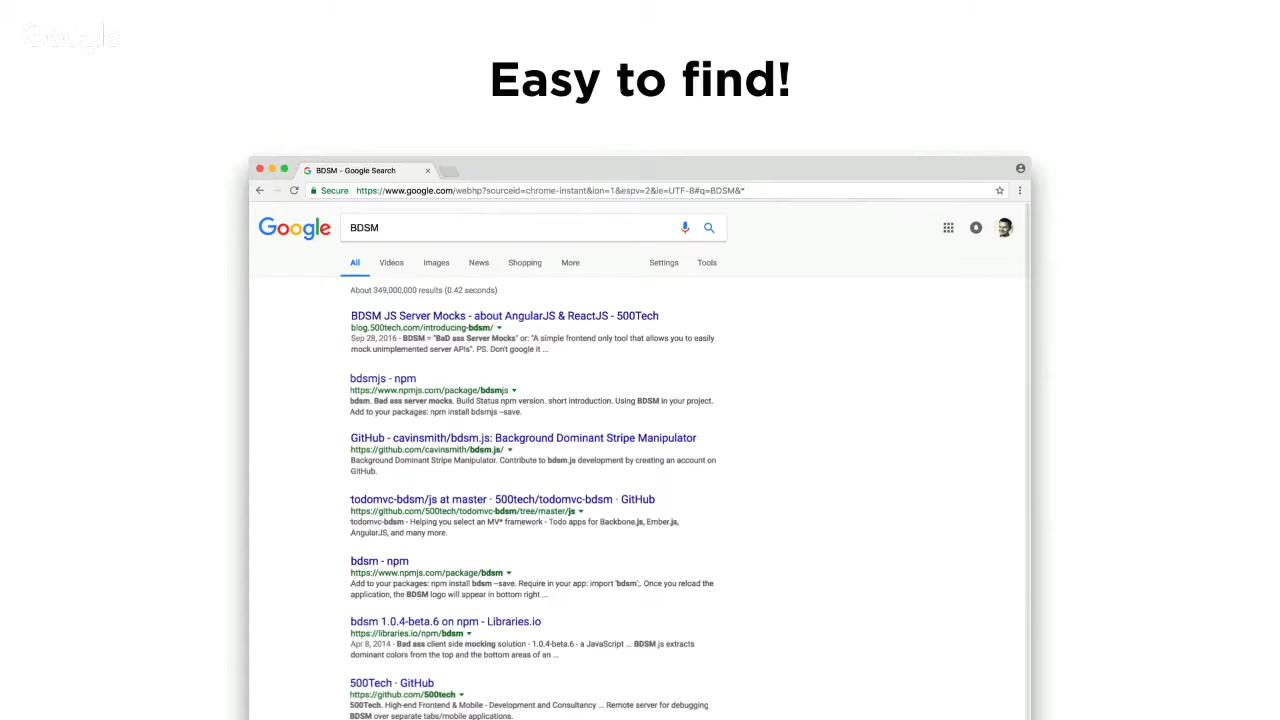 Google
Easy to find!
BDSM - Google Search
Secure https://www.google.com/webhp?sourceid=chrome-instant&ion=1&espv=2&ie=UTF-8#q=BDSM&*
Google BDSM
All Videos Images News Shopping More Settings Tools
About 349,000,000 results (0.42 seconds)
BDSM JS Server Mocks - about AngularJS & ReactJS - 500Tech
blog.500tech.com/introducing-bdsm/
Sep 28, 2016 - BDSM = "BaD ass Server Mocks" or: "A simple frontend only tool that allows you to easily
mock unimplemented server APIs". PS. Don't google it ...
bdsmjs - npm
https://www.npmjs.com/package/bdsmjs
bdsm. Bad ass server mocks. Build Status npm version. short introduction. Using BDSM in your project.
Add to your packages: npm install bdsmjs --save.
GitHub - cavinsmith/bdsm.js: Background Dominant Stripe Manipulator
https://github.com/cavinsmith/bdsm.js/
Background Dominant Stripe Manipulator. Contribute to bdsm.js development by creating an account on
GitHub.
todomvc-bdsm/js at master · 500tech/todomvc-bdsm · GitHub
https://github.com/500tech/todomvc-bdsm/tree/master/js
todomvc-bdsm - Helping you select an MV* framework - Todo apps for Backbone.js, Ember.js,
AngularJS, and many more.
bdsm - npm
https://www.npmjs.com/package/bdsm
Add to your packages: npm install bdsm --save. Require in your app: import 'bdsm';. Once you reload the
application, the BDSM logo will appear in bottom right ...
bdsm 1.0.4-beta.6 on npm - Libraries.io
https://libraries.io/npm/bdsm
Apr 8, 2014 - Bad ass client side mocking solution - 1.0.4-beta.6 - a JavaScript ... BDSM.js extracts
dominant colors from the top and the bottom areas of an ...
500Tech · GitHub
https://github.com/500tech
500Tech. High-end Frontend & Mobile - Development and Consultancy ... Remote server for debugging
BDSM over separate tabs/mobile applications.